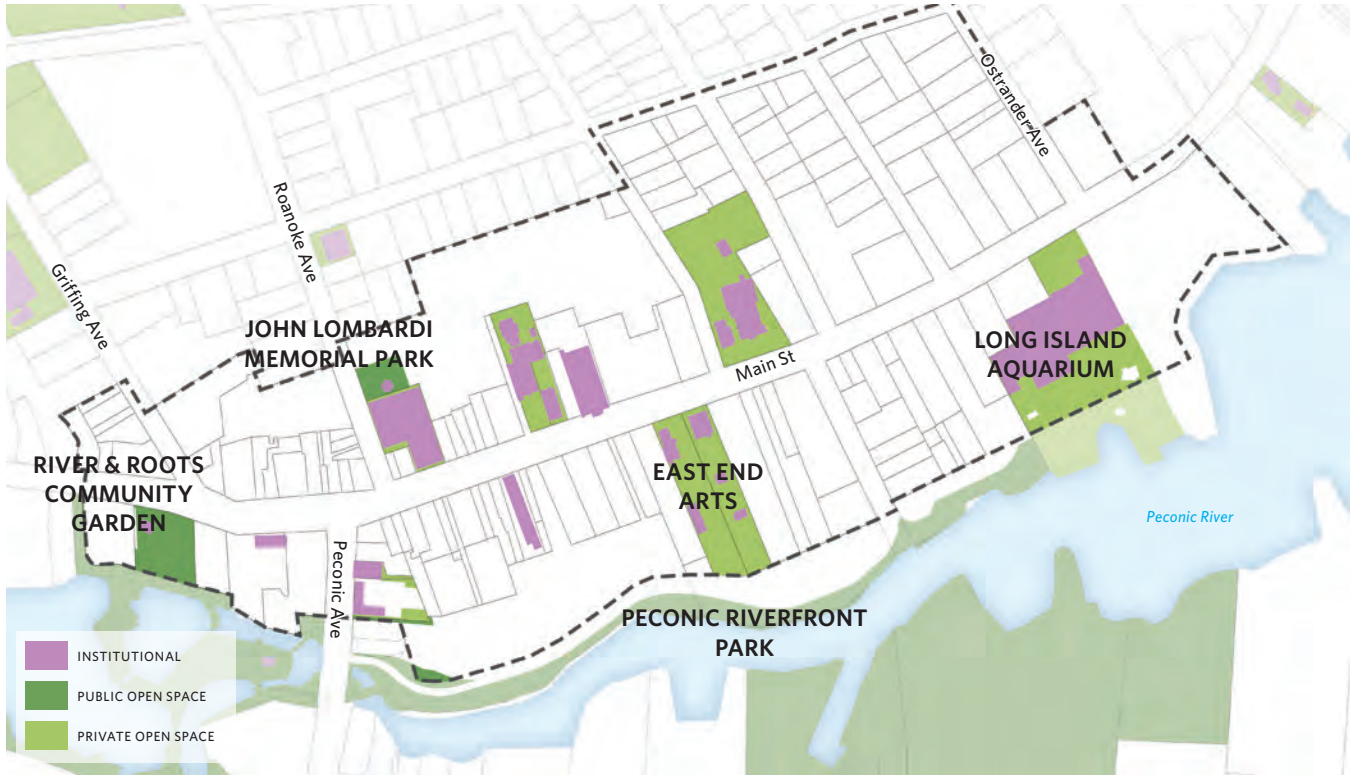 Ostrander Ave
Roanoke Ave
Griffing Ave
JOHN LOMBARDI
MEMORIAL PARK
Main St
LONG ISLAND
AQUARIUM
RIVER & ROOTS
COMMUNITY
GARDEN
EAST END
ARTS
Peconic River
Peconic Ave
PECONIC RIVERFRONT
PARK
INSTITUTIONAL
PUBLIC OPEN SPACE
PRIVATE OPEN SPACE